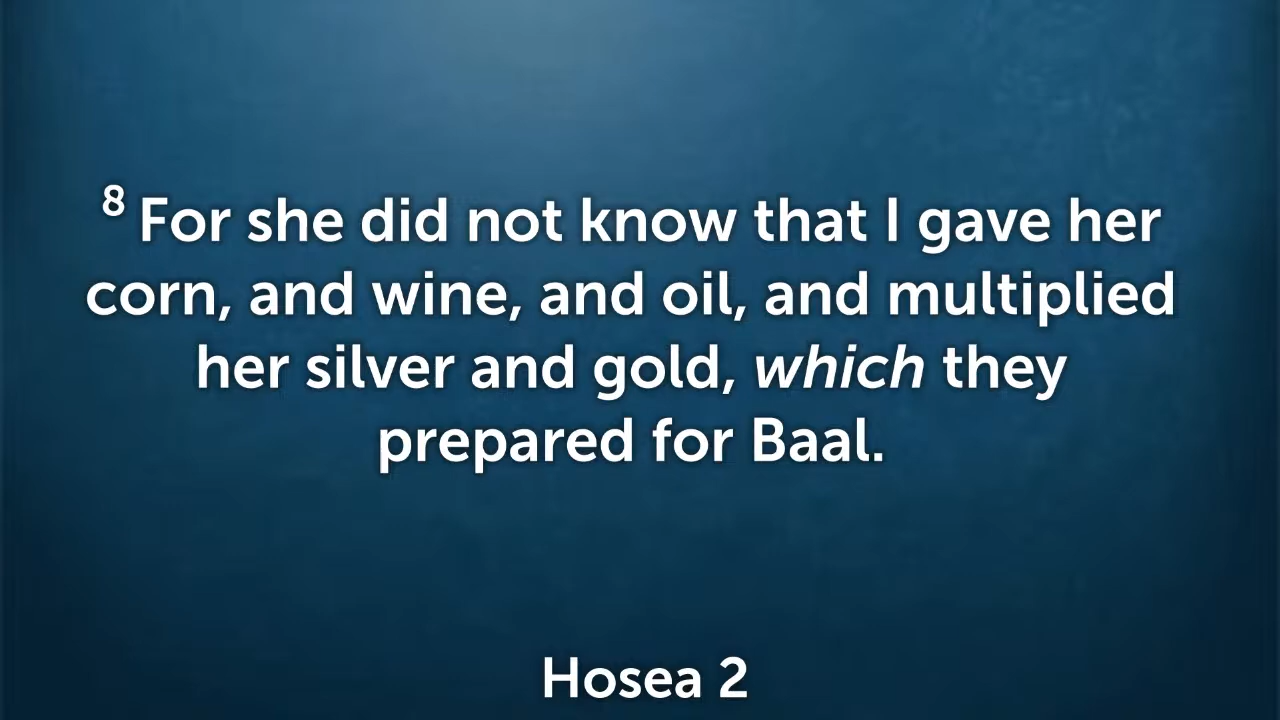 8 For she did not know that I gave her
corn, and wine, and oil, and multiplied
her silver and gold, which they
prepared for Baal.
Hosea 2